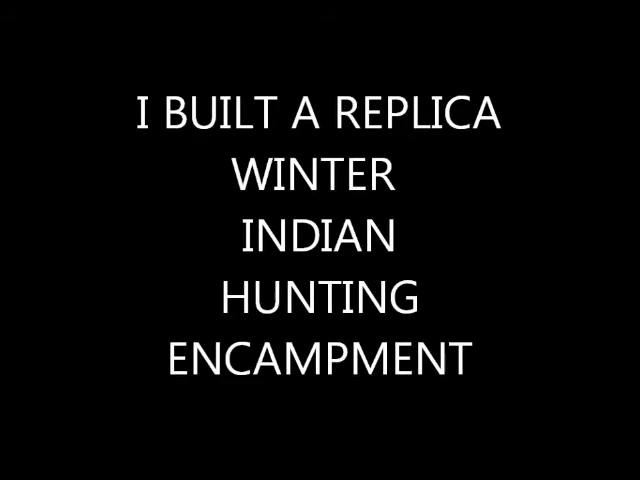 I BUILT A REPLICA
WINTER
INDIAN
HUNTING
ENCAMPMENT